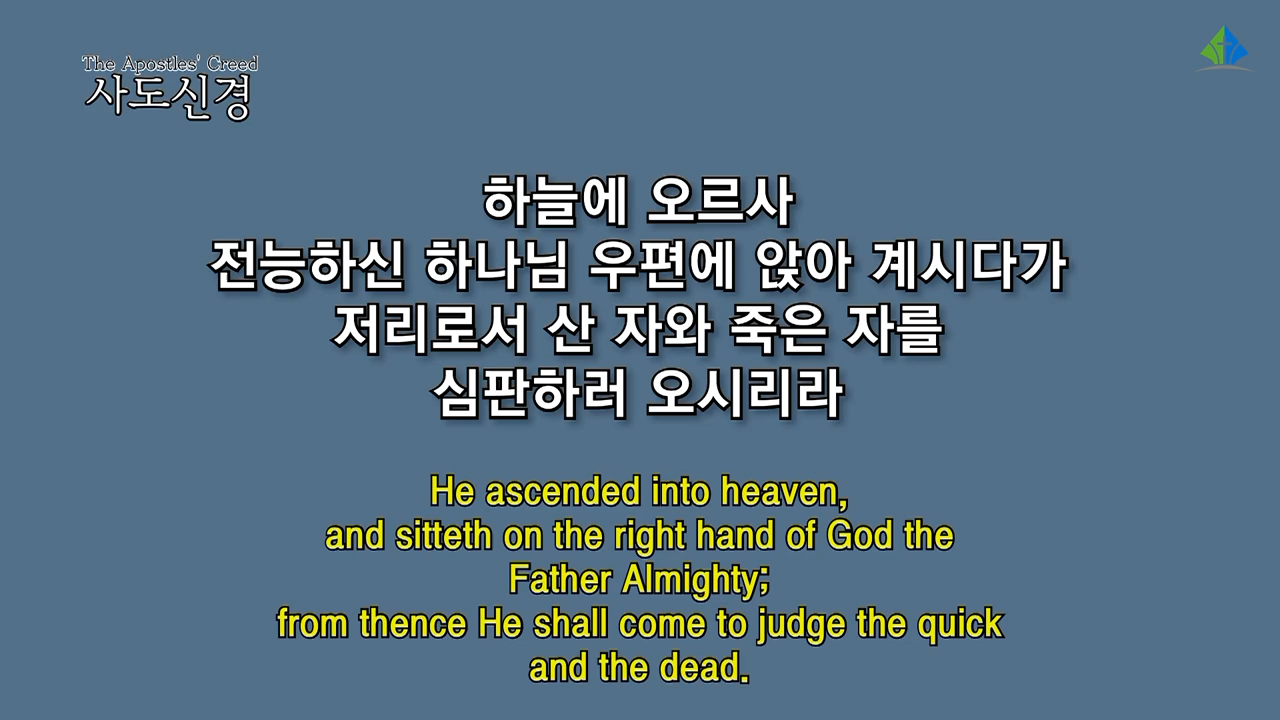 The Apostles' Creed
사도신경
하늘에 오르사
전능하신 하나님 우편에 앉아 계시다가
저리로서 산 자와 죽은 자를
심판하러 오시리라
He ascended into heaven,
and sitteth on the right hand of God the
Father Almighty;
from thence He shall come to judge the quick
and the dead.